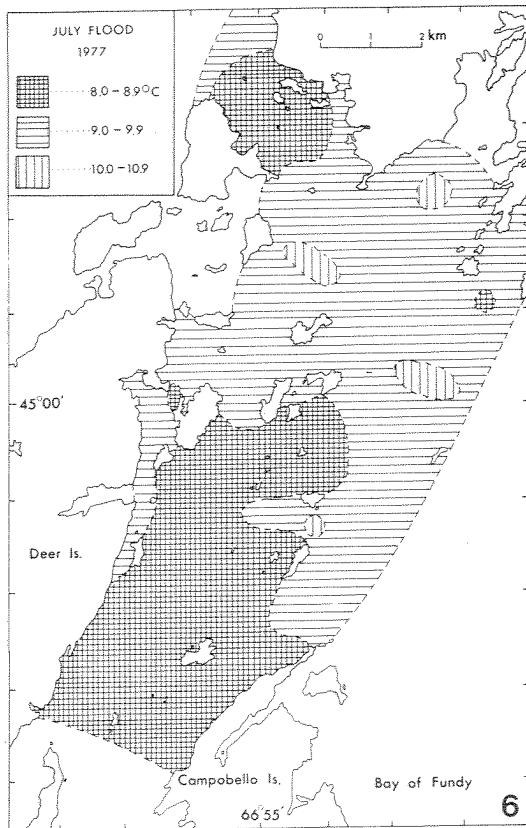 JULY FLOOD
1977
8.0 – 8.9°C
9.0 – 9.9
10.0 – 10.9
0 1 2 km
45°00'
Deer Is.
Campobello Is.
Bay of Fundy
66°55'
6